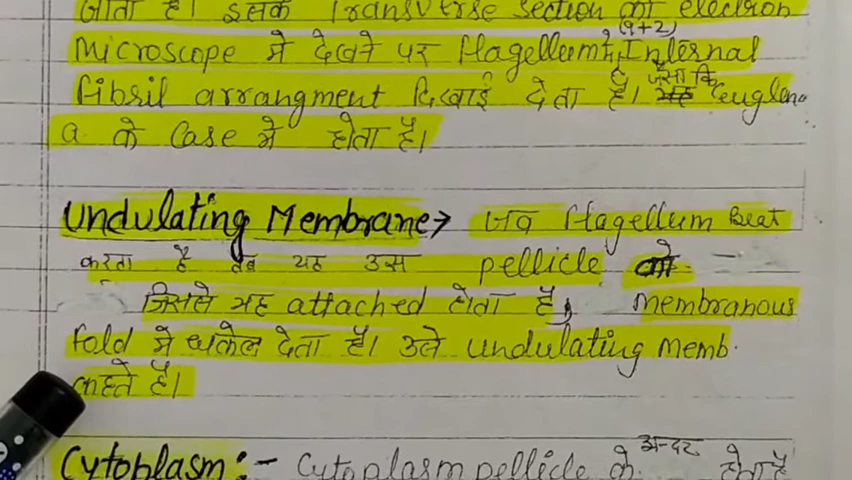 जाता है। इसके Transverse section को electron
(9+2)
Microscope मे देखने पर flagellum मे Internal
जैसा कि
fibril arrangment दिखाई देता है। Euglen
a के case मे होता है।
Undulating Membrane→ जब flagellum Beat
करता है तब यह उस pellicle को
जिससे यह attached होता है, membranous
fold मे धकेल देता है। उसे undulating memb.
कहते है।
अन्दर
Cytoplasm:- Cytoplasm pellicle के होता है